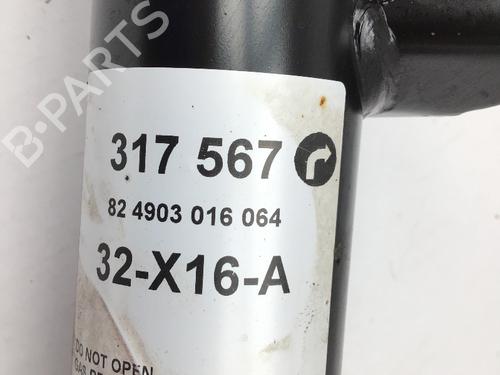 B-PARTS
317 567
82 4903 016 064
32-X16-A
DO NOT OPEN